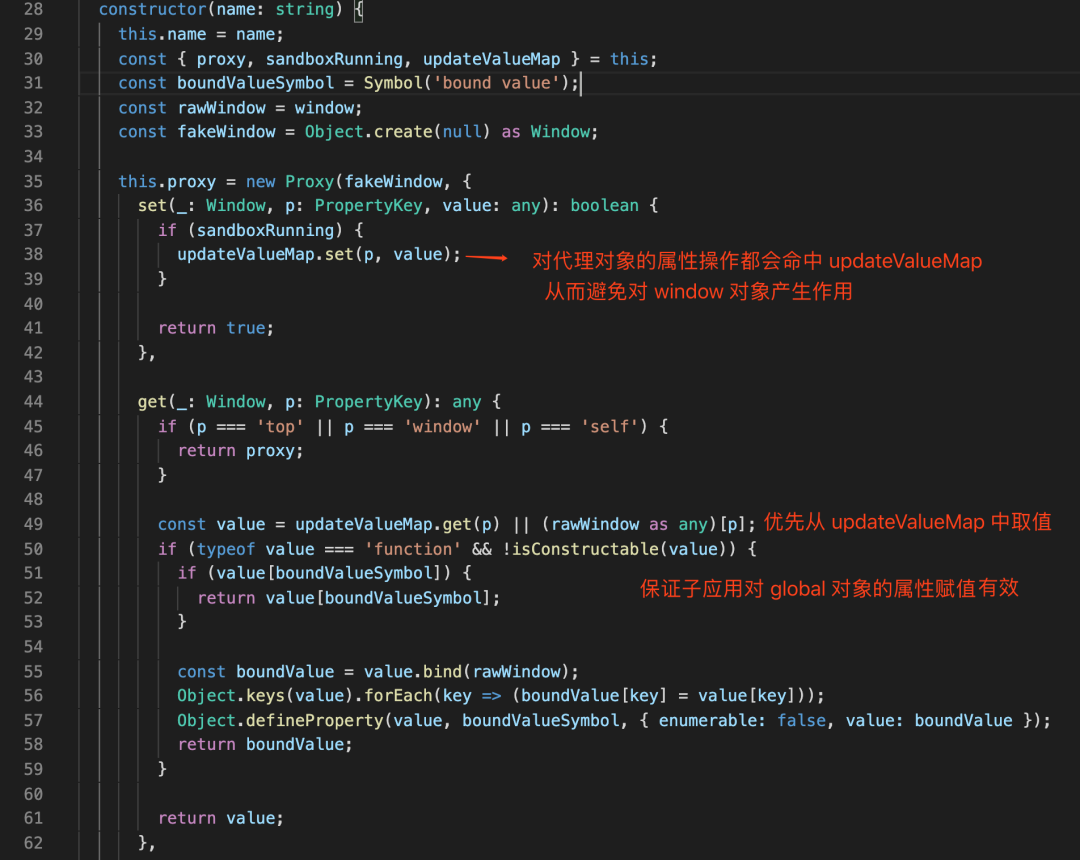 28 constructor(name: string) {
29 this.name = name;
30 const { proxy, sandboxRunning, updateValueMap } = this;
31 const boundValueSymbol = Symbol('bound value');
32 const rawWindow = window;
33 const fakeWindow = Object.create(null) as Window;
34
35 this.proxy = new Proxy(fakeWindow, {
36 set(_: Window, p: PropertyKey, value: any): boolean {
37 if (sandboxRunning) {
38 updateValueMap.set(p, value); 对代理对象的属性操作都会命中 updateValueMap
39 }
从而避免对 window 对象产生作用
40
41 return true;
42 },
43
44 get(_: Window, p: PropertyKey): any {
45 if (p === 'top' || p === 'window' || p === 'self') {
46 return proxy;
47 }
48
49 const value = updateValueMap.get(p) || (rawWindow as any)[p]; 优先从 updateValueMap 中取值
50 if (typeof value === 'function' && !isConstructable(value)) {
51 if (value[boundValueSymbol]) {
保证子应用对 global 对象的属性赋值有效
52 return value[boundValueSymbol];
53 }
54
55 const boundValue = value.bind(rawWindow);
56 Object.keys(value).forEach(key => (boundValue[key] = value[key]));
57 Object.defineProperty(value, boundValueSymbol, { enumerable: false, value: boundValue });
58 return boundValue;
59 }
60
61 return value;
62 },